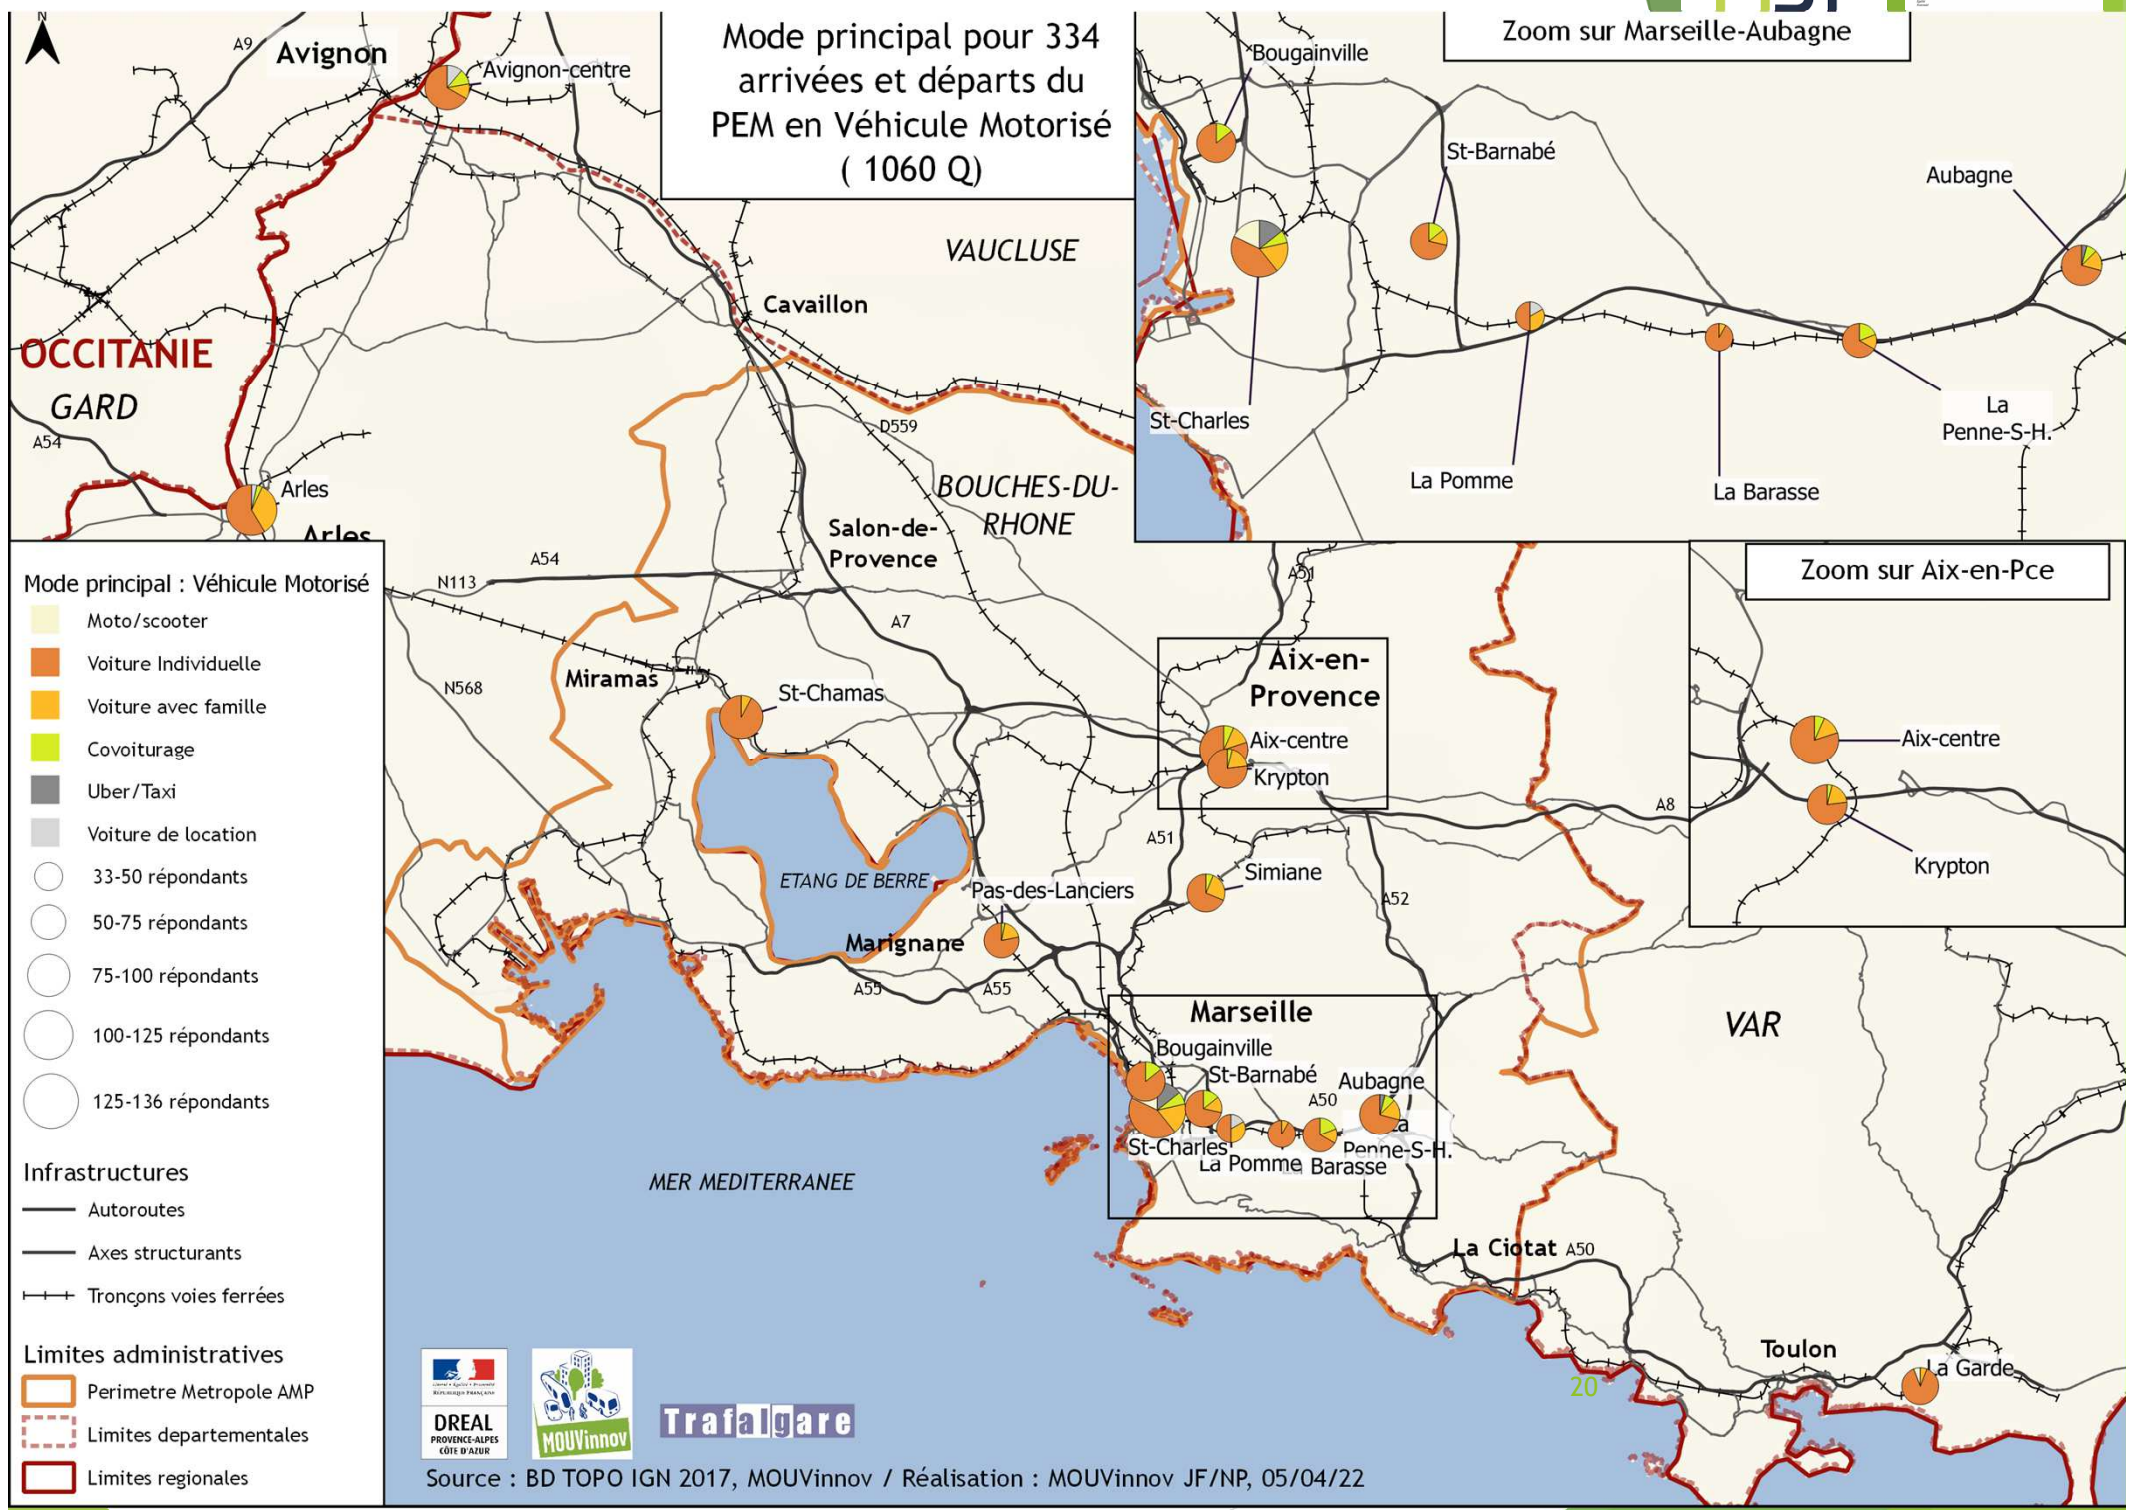 N
A9
Avignon
Avignon-centre
Mode principal pour 334
arrivées et départs du
PEM en Véhicule Motorisé
( 1060 Q)
Zoom sur Marseille-Aubagne
Bougainville
St-Barnabé
Aubagne
St-Charles
La Pomme
La Barasse
La
Penne-S-H.
VAUCLUSE
Cavaillon
OCCITANIE
GARD
A54
D559
BOUCHES-DU-
RHONE
Arles
Arles
Salon-de-
Provence
A54
N113
A7
A51
Zoom sur Aix-en-Pce
Aix-centre
Krypton
Mode principal : Véhicule Motorisé
Moto/scooter
Voiture Individuelle
Voiture avec famille
Covoiturage
Uber/Taxi
Voiture de location
33-50 répondants
50-75 répondants
75-100 répondants
100-125 répondants
125-136 répondants
Infrastructures
Autoroutes
Axes structurants
Tronçons voies ferrées
Limites administratives
Perimetre Metropole AMP
Limites departementales
Limites regionales
Miramas
N568
St-Chamas
Aix-en-
Provence
Aix-centre
Krypton
A8
A51
Simiane
ETANG DE BERRE
Pas-des-Lanciers
A52
Marignane
A55
A55
Marseille
VAR
Bougainville
St-Barnabé
Aubagne
A50
St-Charles
La
Penne-S-H.
La Pomme
La Barasse
MER MEDITERRANEE
La Ciotat
A50
Toulon
La Garde
20
Liberté • Égalité • Fraternité
RÉPUBLIQUE FRANÇAISE
DREAL
PROVENCE-ALPES
CÔTE D'AZUR
MOUVinnov
Trafalgare
Source : BD TOPO IGN 2017, MOUVinnov / Réalisation : MOUVinnov JF/NP, 05/04/22